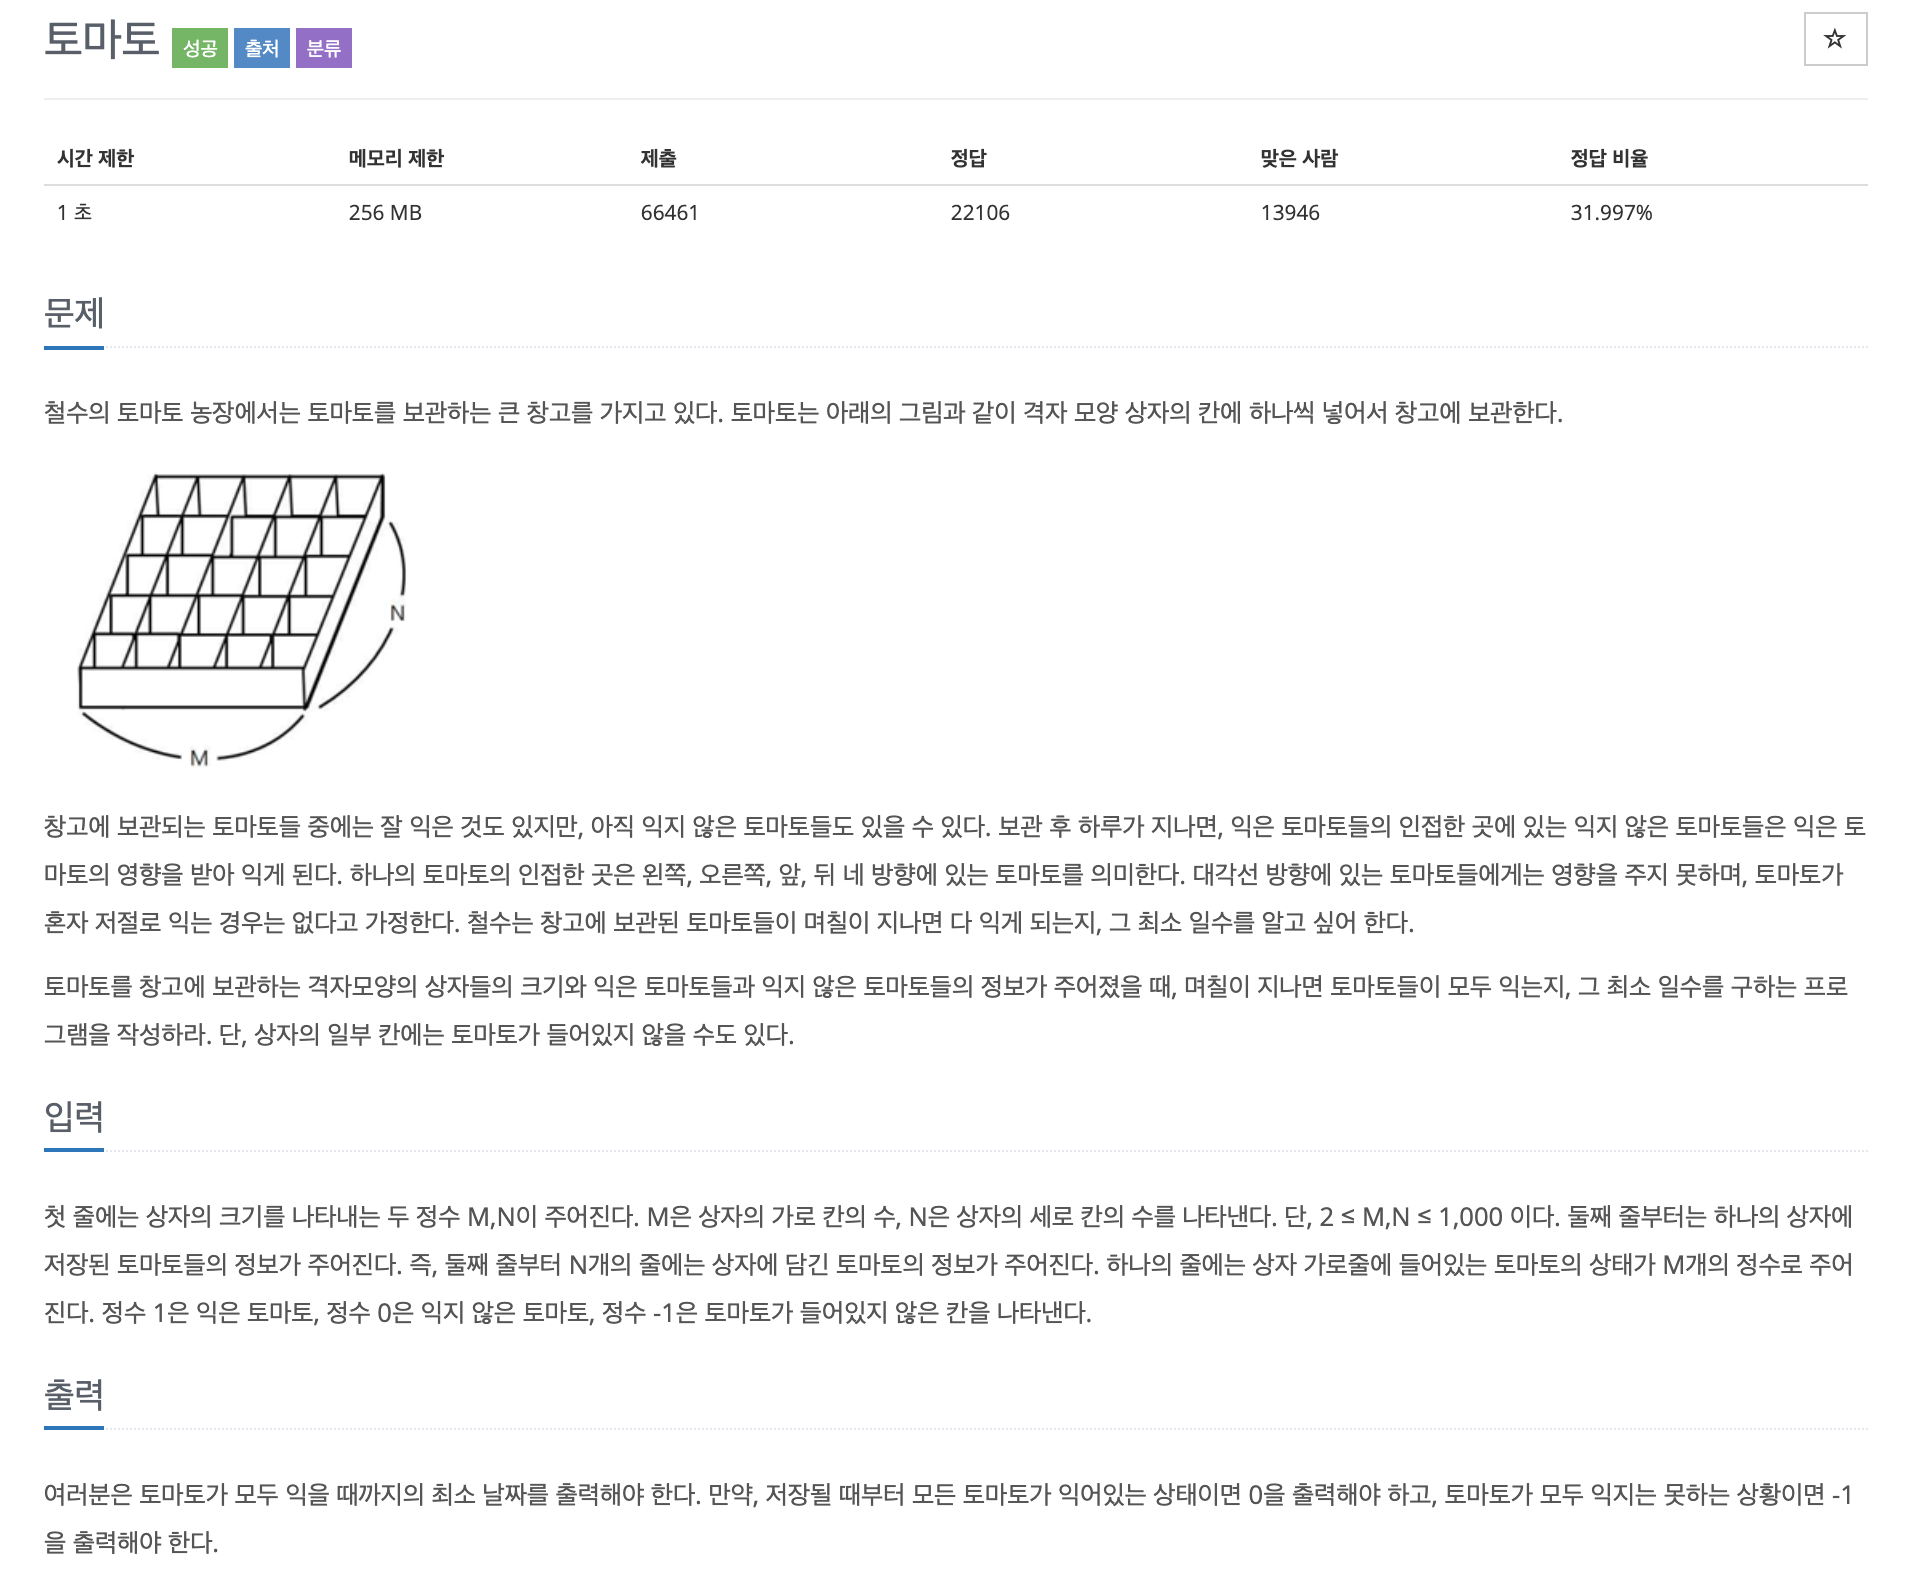 토마토 성공 출처 분류
☆
시간 제한 메모리 제한 제출 정답 맞은 사람 정답 비율
1 초 256 MB 66461 22106 13946 31.997%
문제
철수의 토마토 농장에서는 토마토를 보관하는 큰 창고를 가지고 있다. 토마토는 아래의 그림과 같이 격자 모양 상자의 칸에 하나씩 넣어서 창고에 보관한다.
N
M
창고에 보관되는 토마토들 중에는 잘 익은 것도 있지만, 아직 익지 않은 토마토들도 있을 수 있다. 보관 후 하루가 지나면, 익은 토마토들의 인접한 곳에 있는 익지 않은 토마토들은 익은 토
마토의 영향을 받아 익게 된다. 하나의 토마토의 인접한 곳은 왼쪽, 오른쪽, 앞, 뒤 네 방향에 있는 토마토를 의미한다. 대각선 방향에 있는 토마토들에게는 영향을 주지 못하며, 토마토가
혼자 저절로 익는 경우는 없다고 가정한다. 철수는 창고에 보관된 토마토들이 며칠이 지나면 다 익게 되는지, 그 최소 일수를 알고 싶어 한다.
토마토를 창고에 보관하는 격자모양의 상자들의 크기와 익은 토마토들과 익지 않은 토마토들의 정보가 주어졌을 때, 며칠이 지나면 토마토들이 모두 익는지, 그 최소 일수를 구하는 프로
그램을 작성하라. 단, 상자의 일부 칸에는 토마토가 들어있지 않을 수도 있다.
입력
첫 줄에는 상자의 크기를 나타내는 두 정수 M,N이 주어진다. M은 상자의 가로 칸의 수, N은 상자의 세로 칸의 수를 나타낸다. 단, 2 ≤ M,N ≤ 1,000 이다. 둘째 줄부터는 하나의 상자에
저장된 토마토들의 정보가 주어진다. 즉, 둘째 줄부터 N개의 줄에는 상자에 담긴 토마토의 정보가 주어진다. 하나의 줄에는 상자 가로줄에 들어있는 토마토의 상태가 M개의 정수로 주어
진다. 정수 1은 익은 토마토, 정수 0은 익지 않은 토마토, 정수 -1은 토마토가 들어있지 않은 칸을 나타낸다.
출력
여러분은 토마토가 모두 익을 때까지의 최소 날짜를 출력해야 한다. 만약, 저장될 때부터 모든 토마토가 익어있는 상태이면 0을 출력해야 하고, 토마토가 모두 익지는 못하는 상황이면 -1
을 출력해야 한다.